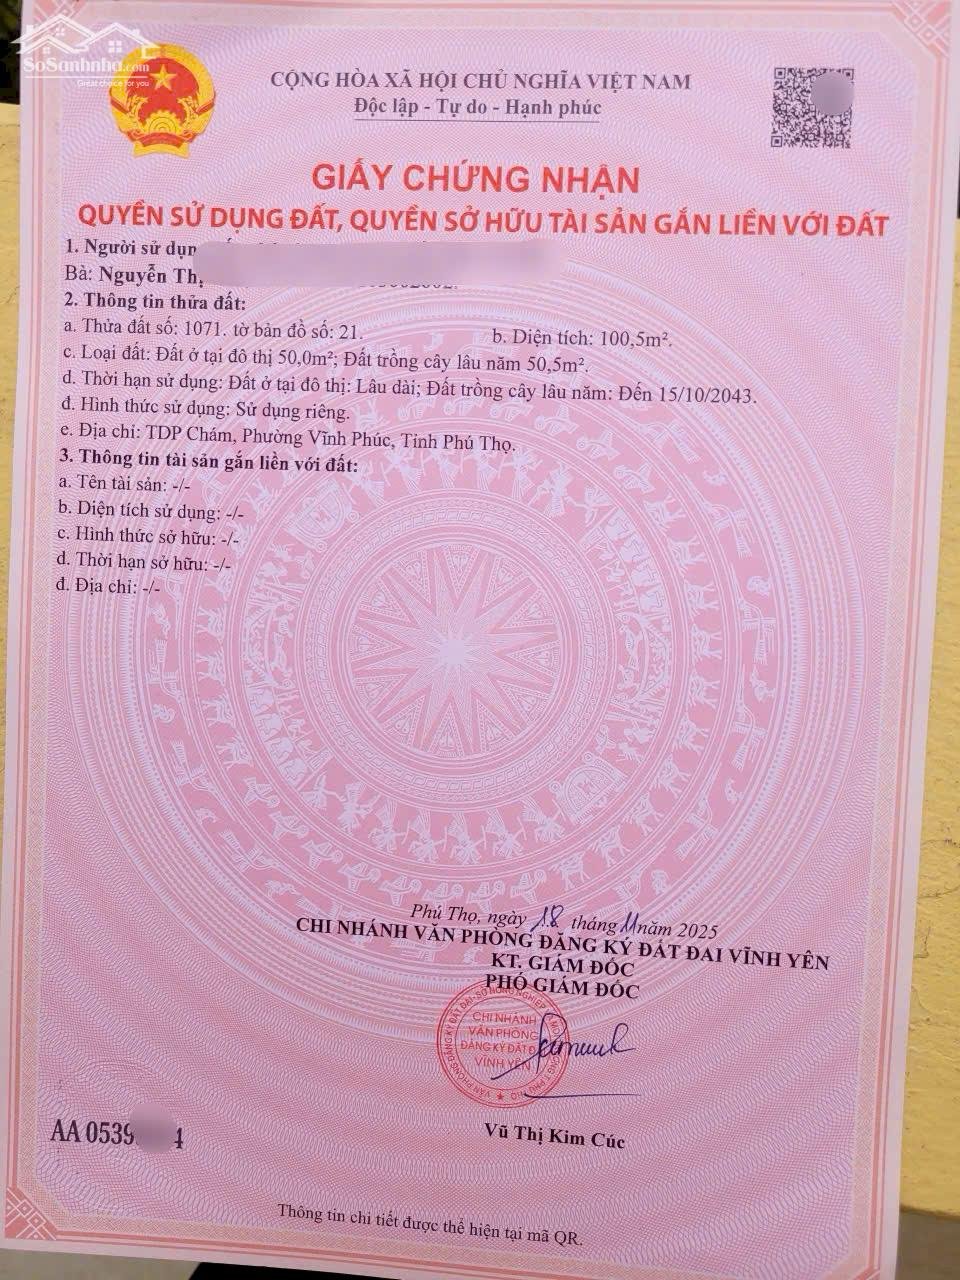 SoSanhnha.com
Great choice for you
CỘNG HÒA XÃ HỘI CHỦ NGHĨA VIỆT NAM
Độc lập - Tự do - Hạnh phúc
GIẤY CHỨNG NHẬN
QUYỀN SỬ DỤNG ĐẤT, QUYỀN SỞ HỮU TÀI SẢN GẮN LIỀN VỚI ĐẤT
1. Người sử
Bà: Nguyễn
2. Thông tin thửa đất:
a. Thửa đất số: 1071. tờ bản đồ số: 21. b. Diện tích: 100,5m².
c. Loại đất: Đất ở tại đô thị 50,0m²; Đất trồng cây lâu năm 50,5m².
d. Thời hạn sử dụng: Đất ở tại đô thị: Lâu dài; Đất trồng cây lâu năm: Đến 15/10/2043.
đ. Hình thức sử dụng: Sử dụng riêng.
e. Địa chỉ: TDP Chám, Phường Vĩnh Phúc, Tỉnh Phú Thọ.
3. Thông tin tài sản gắn liền với đất:
a. Tên tài sản: -/-
b. Diện tích sử dụng: -/-
c. Hình thức sở hữu: -/-
d. Thời hạn sở hữu: -/-
đ. Địa chỉ: -/-
Phú Thọ, ngày 18 tháng 11 năm 2025
CHI NHÁNH VĂN PHÒNG ĐĂNG KÝ ĐẤT ĐAI VĨNH YÊN
KT. GIÁM ĐỐC
PHÓ GIÁM ĐỐC
CHI NHÁNH
VĂN PHÒNG
ĐĂNG KÝ ĐẤT
VĨNH YÊN
Vũ Thị Kim Cúc
AA 0539
Thông tin chi tiết được thể hiện tại mã QR.